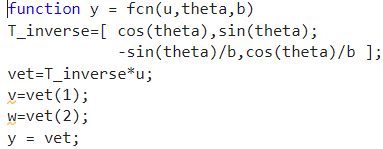 function y = fcn(u,theta,b)
T_inverse=[ cos(theta),sin(theta);
-sin(theta)/b,cos(theta)/b ];
vet=T_inverse*u;
v=vet(1);
w=vet(2);
y = vet;